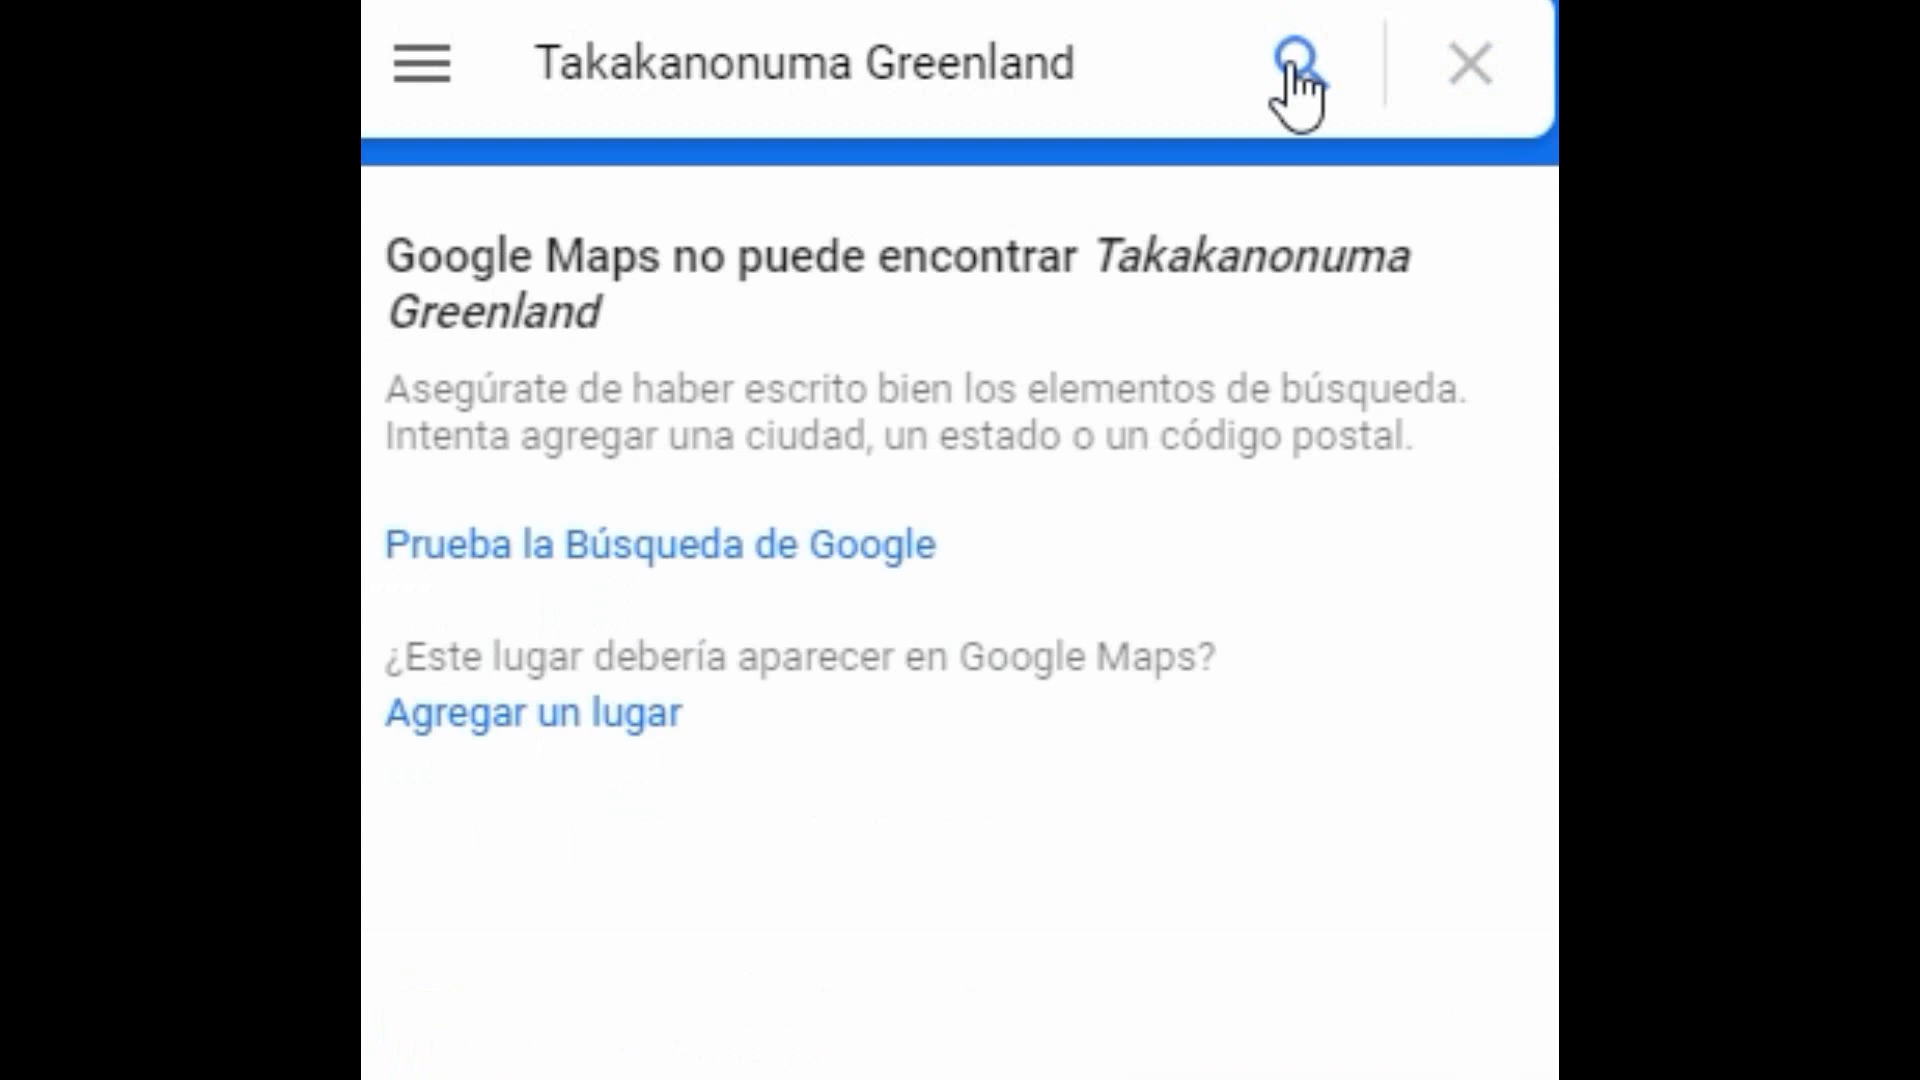 Takakanonuma Greenland
Google Maps no puede encontrar Takakanonuma
Greenland
Asegúrate de haber escrito bien los elementos de búsqueda.
Intenta agregar una ciudad, un estado o un código postal.
Prueba la Búsqueda de Google
¿Este lugar debería aparecer en Google Maps?
Agregar un lugar